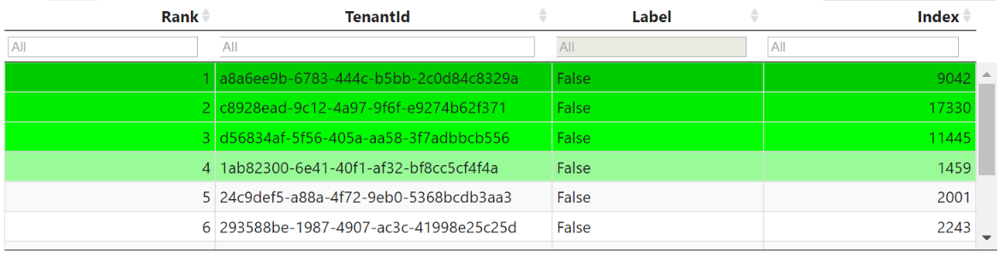 Rank TenantId Label Index
All All All All
1 a8a6ee9b-6783-444c-b5bb-2c0d84c8329a False 9042
2 c8928ead-9c12-4a97-9f6f-e9274b62f371 False 17330
3 d56834af-5f56-405a-aa58-3f7adbbcb556 False 11445
4 1ab82300-6e41-40f1-af32-bf8cc5cf4f4a False 1459
5 24c9def5-a88a-4f72-9eb0-5368bcdb3aa3 False 2001
6 293588be-1987-4907-ac3c-41998e25c25d False 2243